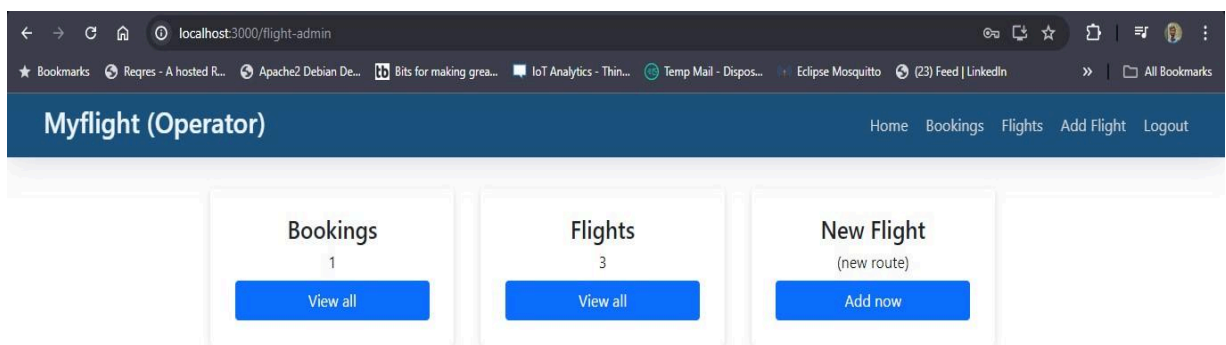 localhost:3000/flight-admin
Bookmarks Reqres - A hosted R... Apache2 Debian De... tb Bits for making grea... IoT Analytics - Thin... Temp Mail - Dispos... Eclipse Mosquitto (23) Feed | LinkedIn » All Bookmarks
Myflight (Operator) Home Bookings Flights Add Flight Logout
Bookings Flights New Flight
1 3 (new route)
View all View all Add now